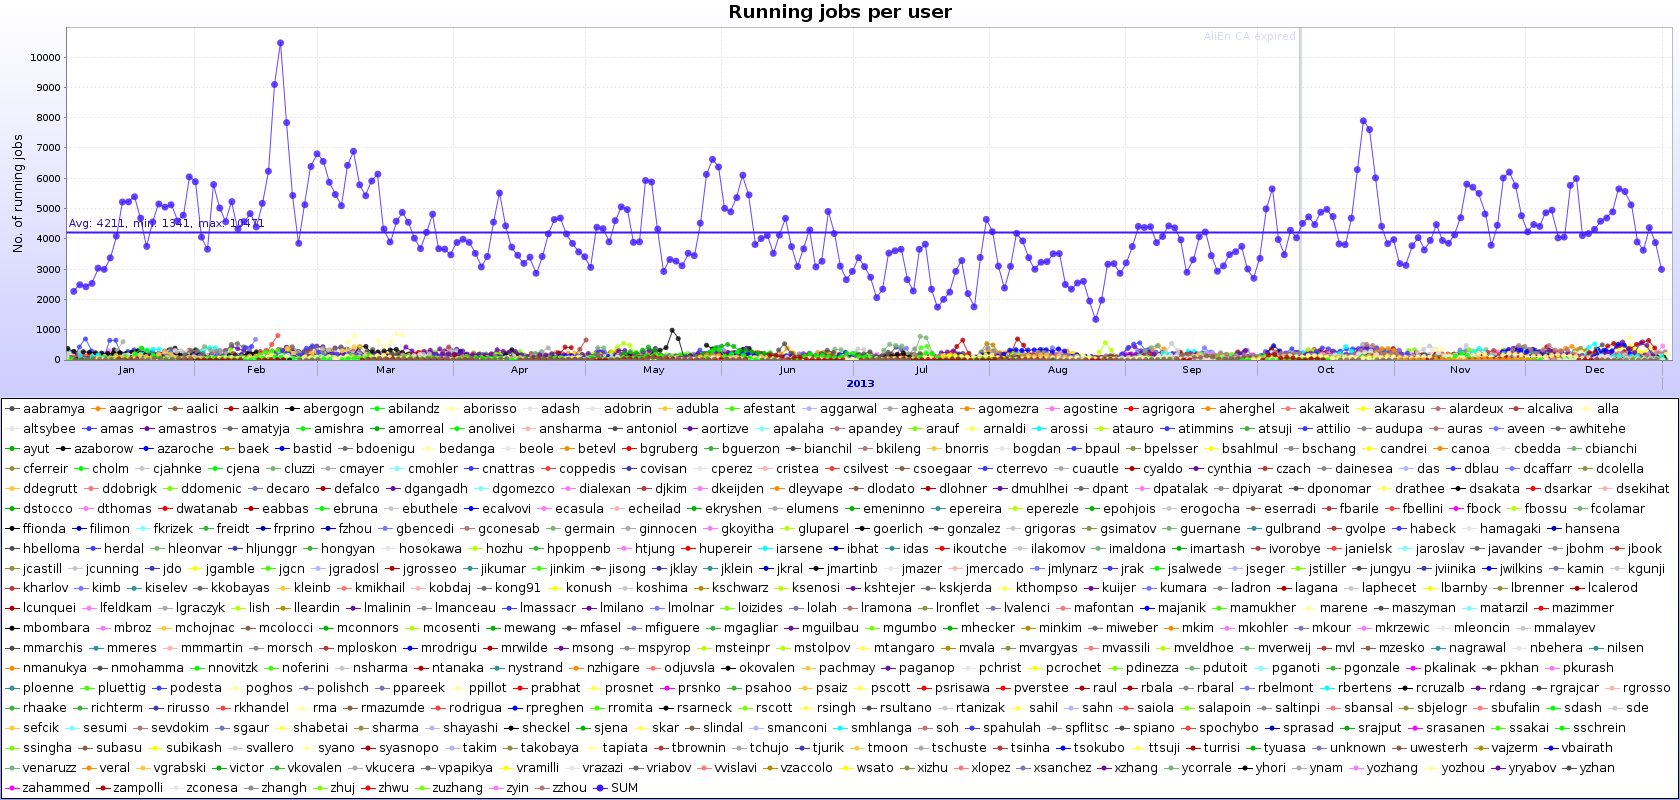 Running jobs per user
AliEn CA expired
10000
9000
8000
7000
6000
5000
4000
3000
2000
1000
0
No. of running jobs
Avg: 4211, min: 1341, max: 10471
Jan Feb Mar Apr May Jun Jul Aug Sep Oct Nov Dec
2013
aabramya aagrigor aalici aalkin abergogn abilandz aborisso adash adobrin adubla afestant aggarwal agheata agomezra agostine agrigora aherghel akalweit akarasu alardeux alcaliva alla
altsybee amas amastros amatyja amishra amorreal anolivei ansharma antoniol aortizve apalaha apandey arauf arnaldi arossi atauro atimmins atsuji attilio audupa auras aveen awhitehe
ayut azaborow azaroche baek bastid bdoenigu bedanga beole betevl bgruberg bguerzon bianchil bkileng bnorris bogdan bpaul bpelsser bsahlmul bschang candrei canoa cbedda cbianchi
cferreir cholm cjahnke cjena cluzzi cmayer cmohler cnattras coppedis covisan cperez cristea csilvest csoegaar cterrevo cuautle cyaldo cynthia czach dainesea das dblau dcaffarr dcolella
ddegrutt ddobrigk ddomenic decaro defalco dgangadh dgomezco dialexan djkim dkeijden dleyvape dlodato dlohner dmuhlhei dpant dpatalak dpiyarat dponomar drathee dsakata dsarkar dsekihat
dstocco dthomas dwatanab eabbas ebruna ebuthele ecalvovi ecasula echeilad ekryshen elumens emeninno epereira eperezle epohjois erogocha eserradi fbarile fbellini fbock fbossu fcolamar
ffionda filimon fkrizek freidt frprino fzhou gbencedi gconesab germain ginnocen gkoyitha gluparel goerlich gonzalez grigoras gsimatov guernane gulbrand gvolpe habeck hamagaki hansena
hbelloma herdal hleonvar hljunggr hongyan hosokawa hozhu hpoppenb htjung hupereir iarsene ibhat idas ikoutche ilakomov imaldona imartash ivorobye janielsk jaroslav javander jbohm jbook
jcastill jcunning jdo jgamble jgcn jgradosl jgrosseo jikumar jinkim jisong jklay jklein jkral jmartinb jmazer jmercado jmlynarz jrak jsalwede jseger jstiller jungyu jviinika jwilkins kamin kgunji
kharlov kimb kiselev kkobayas kleinb kmikhail kobdaj kong91 konush koshima kschwarz ksenosi kshtejer kskjerda kthompso kuijer kumara ladron lagana laphecet lbarnby lbrenner lcalerod
lcunquei lfeldkam lgraczyk lish lleardin lmalinin lmanceau lmassacr lmilano lmolnar loizides lolah lramona lronflet lvalenci mafontan majanik mamukher marene maszyman matarzil mazimmer
mbombara mbroz mchojnac mcolocci mconnors mcosenti mewang mfasel mfiguere mgagliar mguilbau mgumbo mhecker minkim miweber mkim mkohler mkour mkrzewic mleoncin mmalayev
mmarchis mmeres mmmartin morsch mploskon mrodrigu mrwilde msong mspyrop msteinpr mstolpov mtangaro mvala mvargyas mvassili mveldhoe mverweij mvl mzesko nagrawal nbehera nilsen
nmanukya nmohamma nnovitzk noferini nsharma ntanaka nystrand nzhigare odjuvsla okovalen pachmay paganop pchrist pcrochet pdinezza pdutoit pganoti pgonzale pkalinak pkhan pkurash
ploenne pluettig podesta poghos polishch ppareek ppillot prabhat prosnet prsnko psahoo psaiz pscott psrisawa pverstee raul rbala rbaral rbelmont rbertens rcruzalb rdang rgrajcar rgrosso
rhaake richterm rirusso rkhandel rma rmazumde rodrigua rpreghen rromita rsarneck rscott rsingh rsultano rtanizak sahil sahn saiola salapoin saltinpi sbansal sbjelogr sbufalin sdash sde
sefcik sesumi sevdokim sgaur shabetai sharma shayashi sheckel sjena skar slindal smanconi smhlanga soh spahulah spflitsc spiano spochybo sprasad srajput srasanen ssakai sschrein
ssingha subasu subikash svallero syano syasnopo takim takobaya tapiata tbrownin tchujo tjurik tmoon tschuste tsinha tsokubo ttsuji turrisi tyuasa unknown uwesterh vajzerm vbairath
venaruzz veral vgrabski victor vkovalen vkucera vpapikya vramilli vrazazi vriabov vvislavi vzaccolo wsato xizhu xlopez xsanchez xzhang ycorrale yhori ynam yozhang yozhou yryabov yzhan
zahammed zampolli zconesa zhangh zhuj zhwu zuzhang zyin zzhou SUM